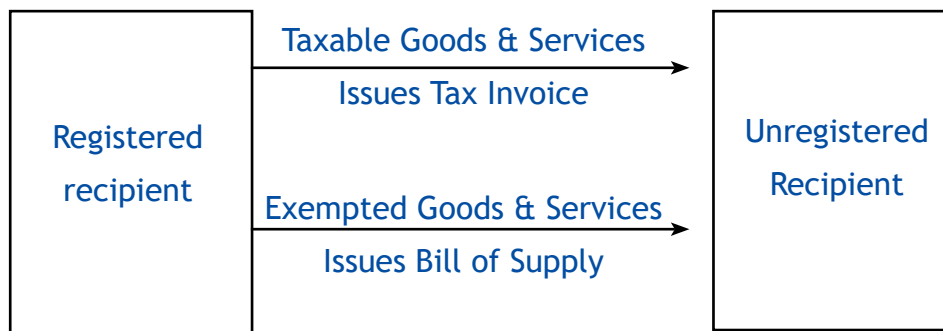 Registered
recipient
Taxable Goods & Services
Issues Tax Invoice
Exempted Goods & Services
Issues Bill of Supply
Unregistered
Recipient